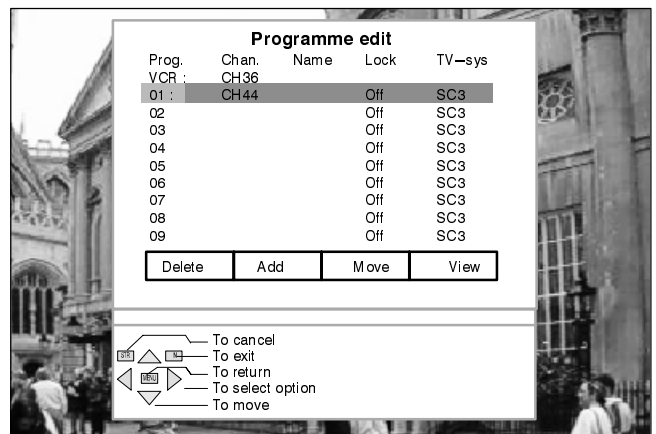 Programme edit
Prog. Chan. Name Lock TV-sys
VCR : CH36
01 : CH44 Off SC3
02 Off SC3
03 Off SC3
04 Off SC3
05 Off SC3
06 Off SC3
07 Off SC3
08 Off SC3
09 Off SC3
Delete Add Move View
To cancel
STR N To exit
MENU To return
To select option
To move